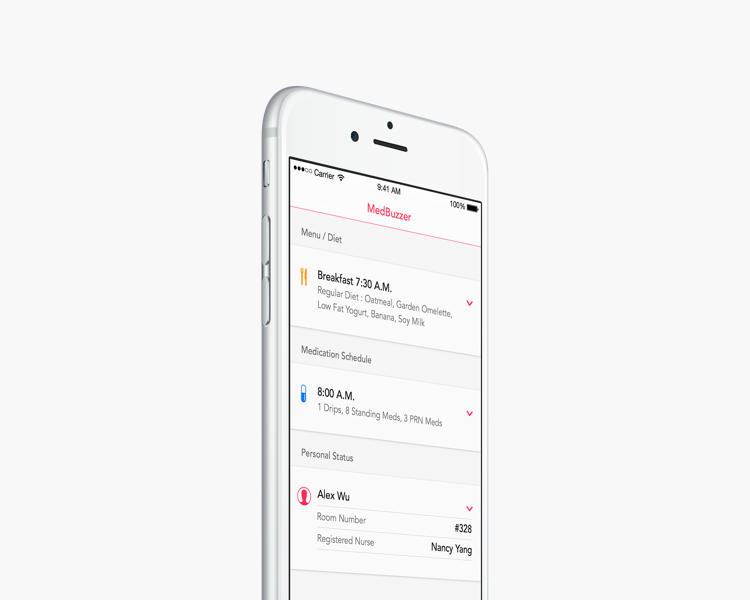 Carrier
9:41 AM
100%
MedBuzzer
Menu / Diet
Breakfast 7:30 A.M.
Regular Diet : Oatmeal, Garden Omelette,
Low Fat Yogurt, Banana, Soy Milk
Medication Schedule
8:00 A.M.
1 Drips, 8 Standing Meds, 3 PRN Meds
Personal Status
Alex Wu
Room Number #328
Registered Nurse Nancy Yang